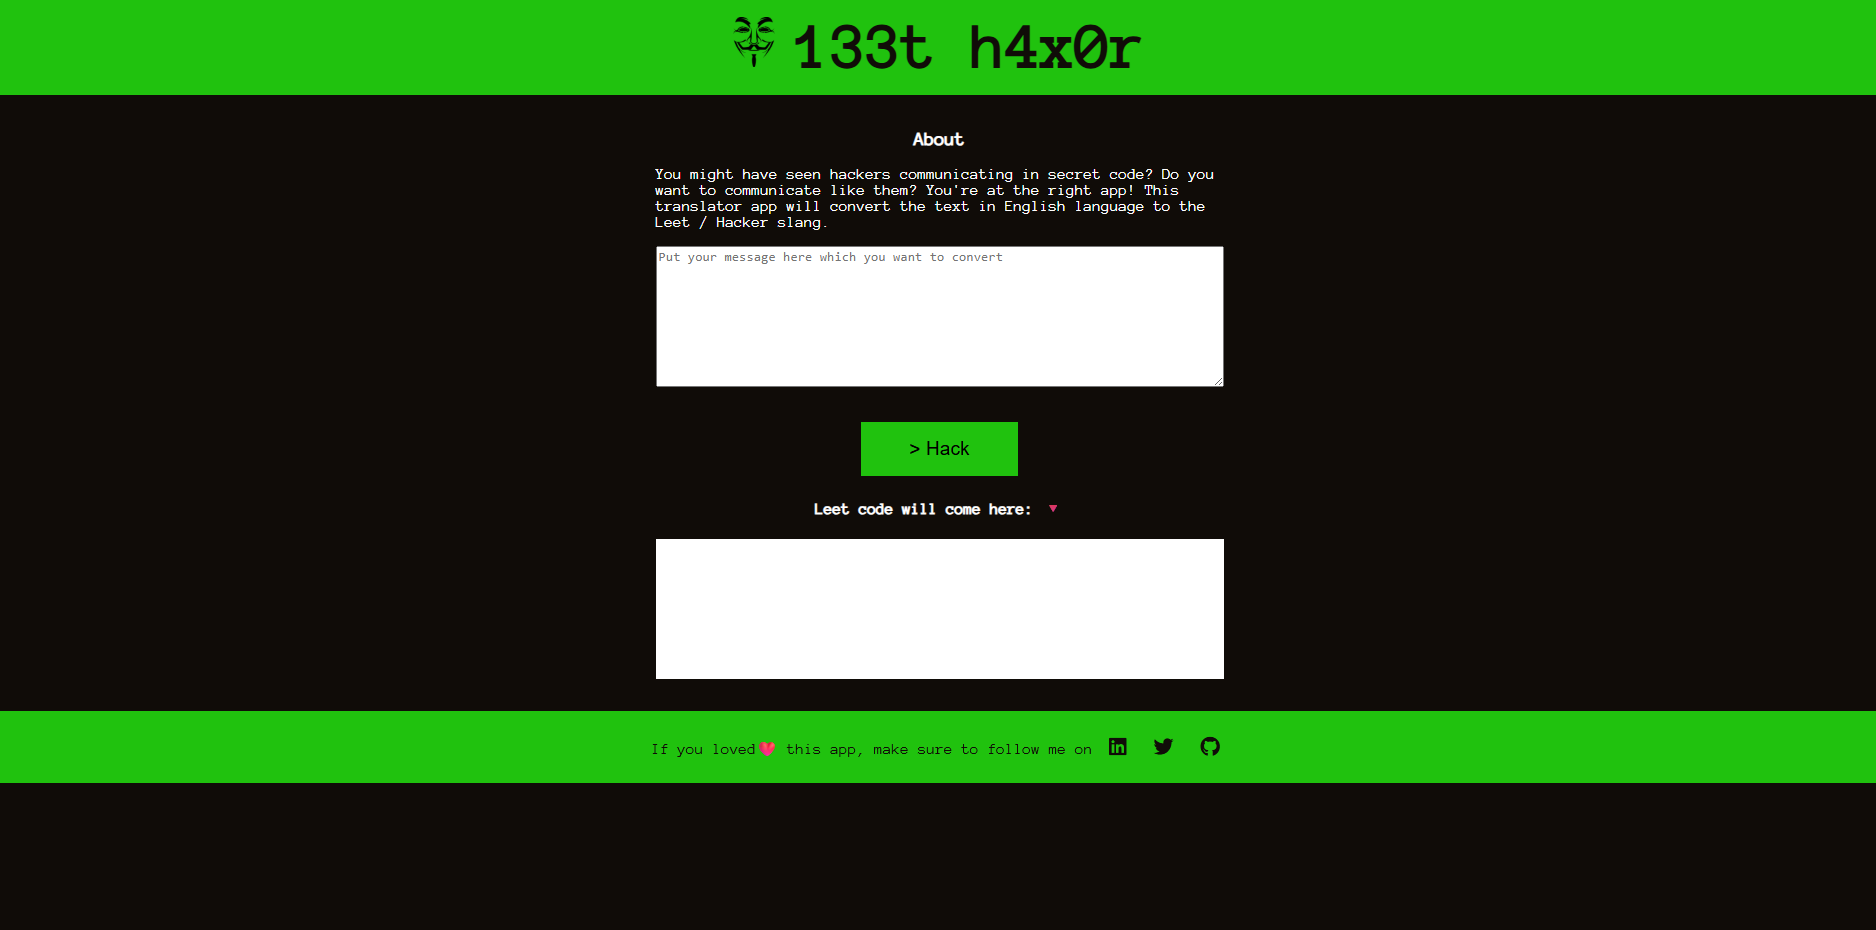 133t h4x0r
About
You might have seen hackers communicating in secret code? Do you
want to communicate like them? You're at the right app! This
translator app will convert the text in English language to the
Leet / Hacker slang.
Put your message here which you want to convert
> Hack
Leet code will come here:
If you loved💗 this app, make sure to follow me on